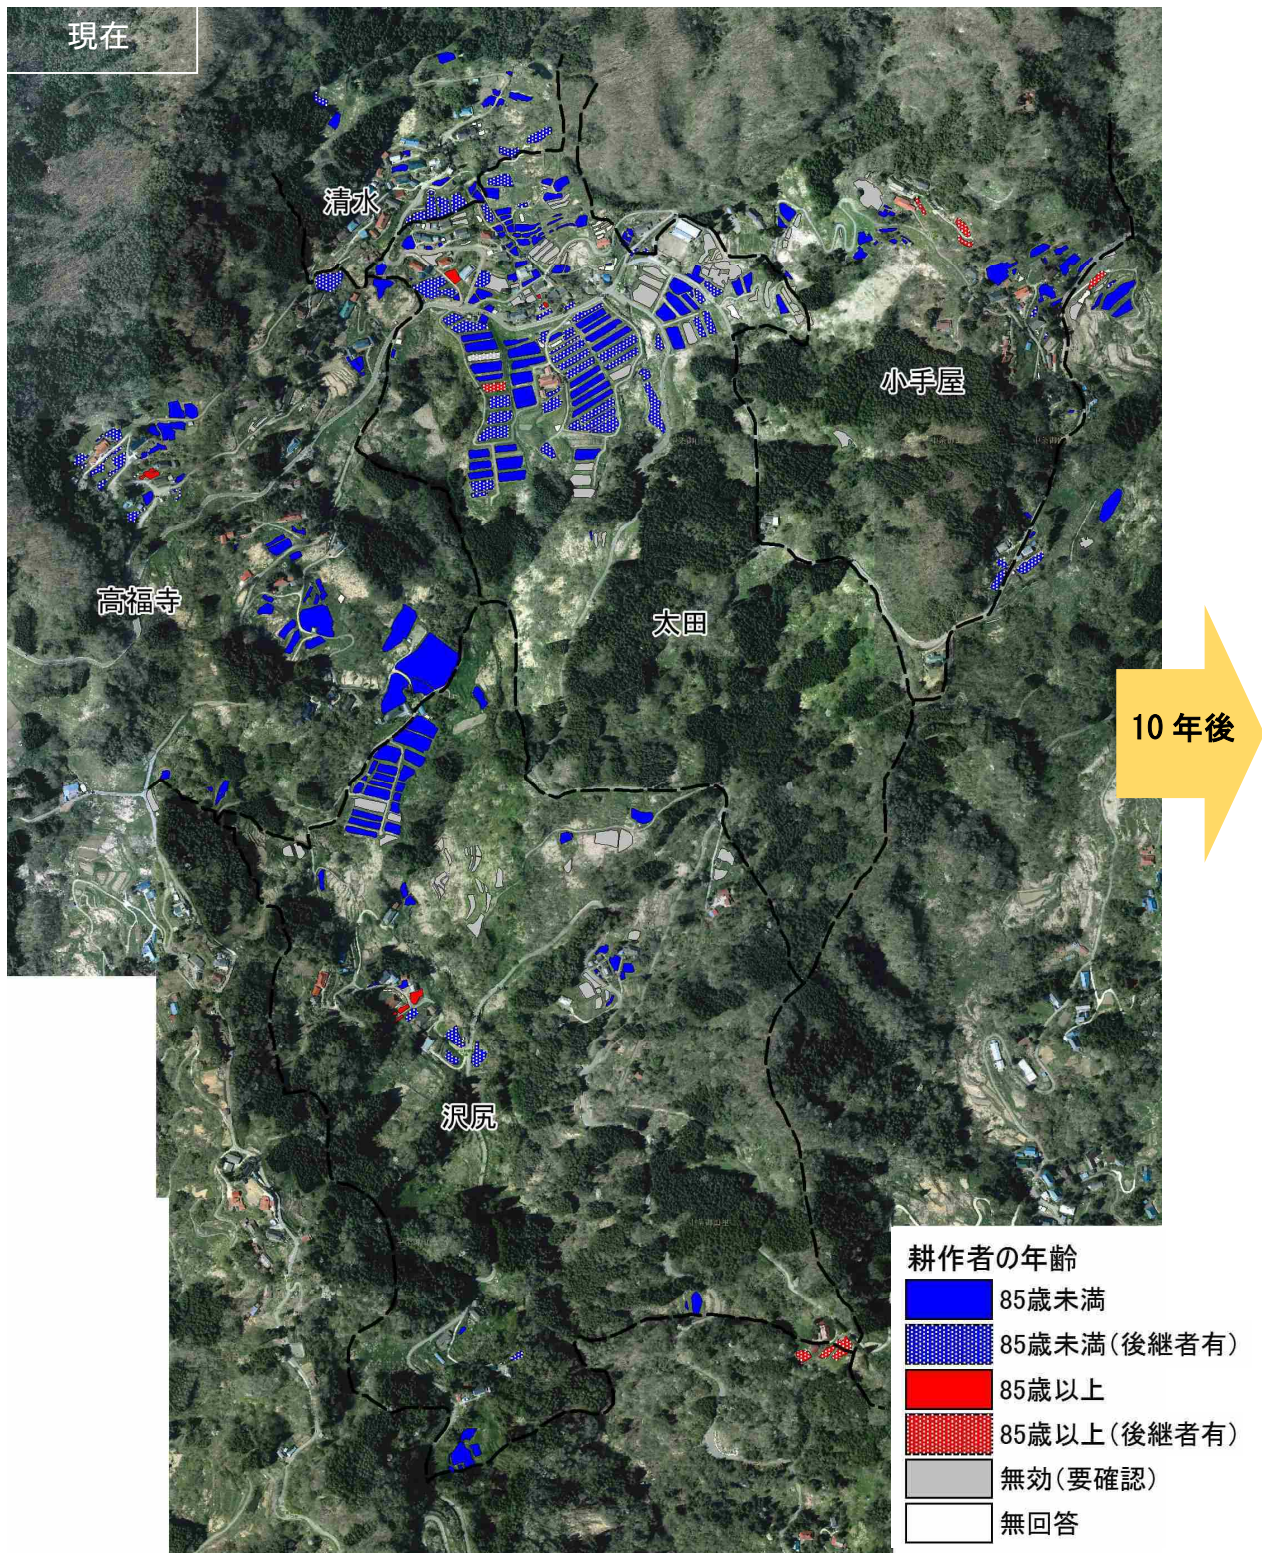 現在
清水
小手屋
高福寺
太田
10 年後
沢尻
耕作者の年齢
85歳未満
85歳未満(後継者有)
85歳以上
85歳以上(後継者有)
無効(要確認)
無回答